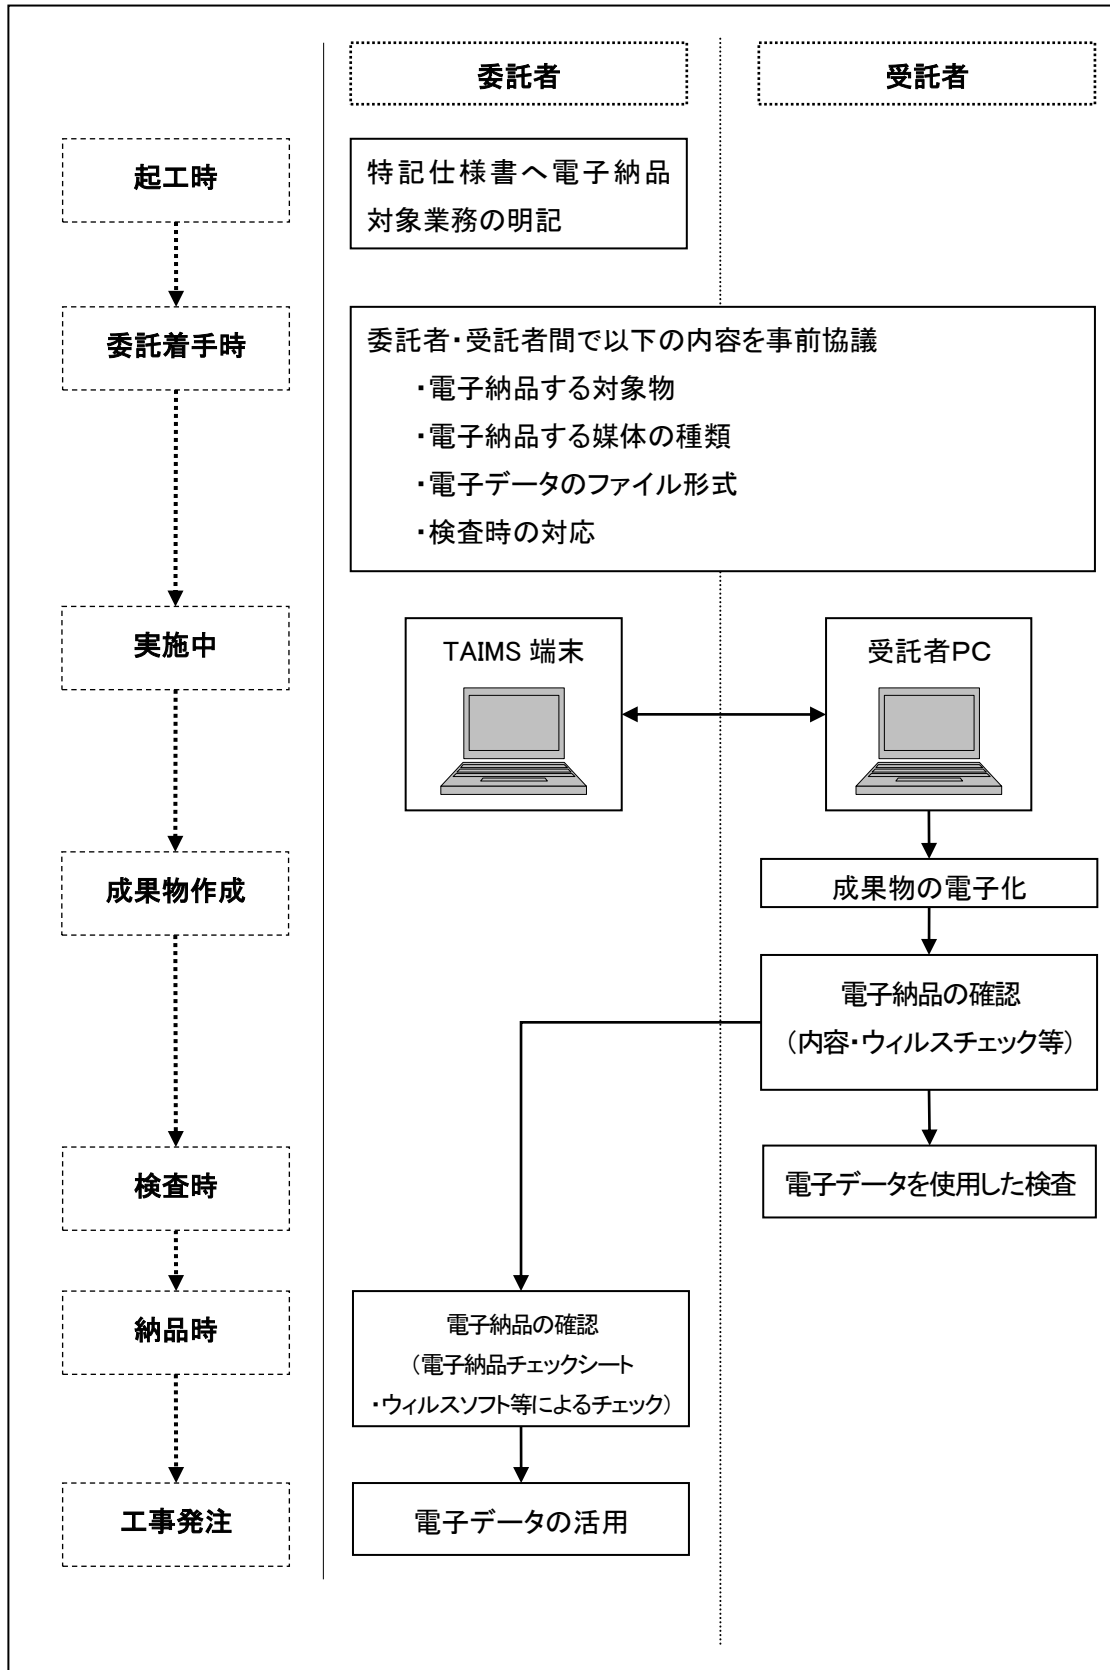 委託者
受託者
起工時
特記仕様書へ電子納品
対象業務の明記
委託着手時
委託者・受託者間で以下の内容を事前協議
・電子納品する対象物
・電子納品する媒体の種類
・電子データのファイル形式
・検査時の対応
実施中
TAIMS 端末
受託者PC
成果物作成
成果物の電子化
電子納品の確認
（内容・ウィルスチェック等）
検査時
電子データを使用した検査
納品時
電子納品の確認
（電子納品チェックシート
・ウィルスソフト等によるチェック）
工事発注
電子データの活用